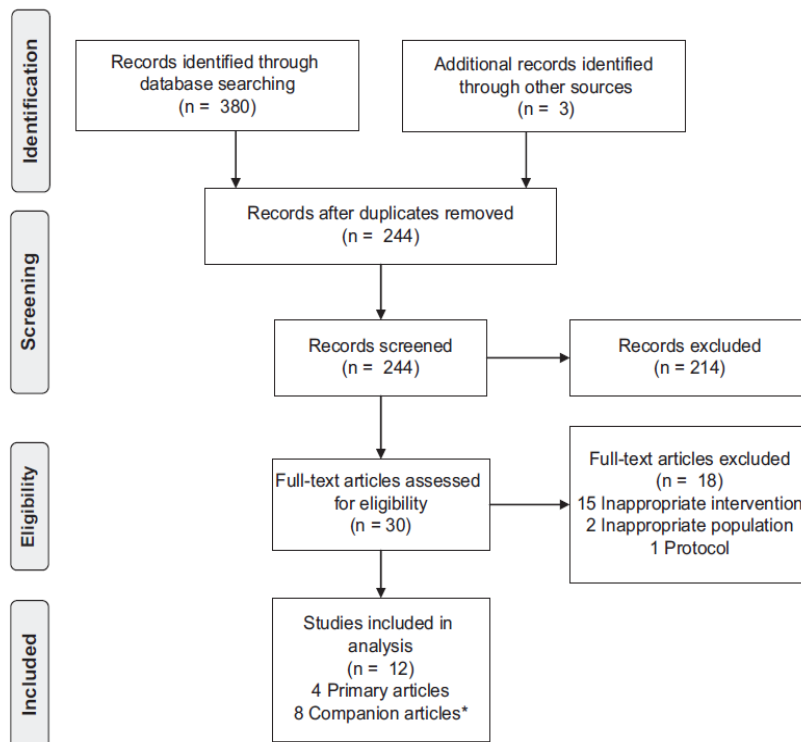 Identification
Records identified through
database searching
(n = 380)
Additional records identified
through other sources
(n = 3)
Records after duplicates removed
(n = 244)
Screening
Records screened
(n = 244)
Records excluded
(n = 214)
Eligibility
Full-text articles assessed
for eligibility
(n = 30)
Full-text articles excluded
(n = 18)
15 Inappropriate intervention
2 Inappropriate population
1 Protocol
Included
Studies included in
analysis
(n = 12)
4 Primary articles
8 Companion articles*